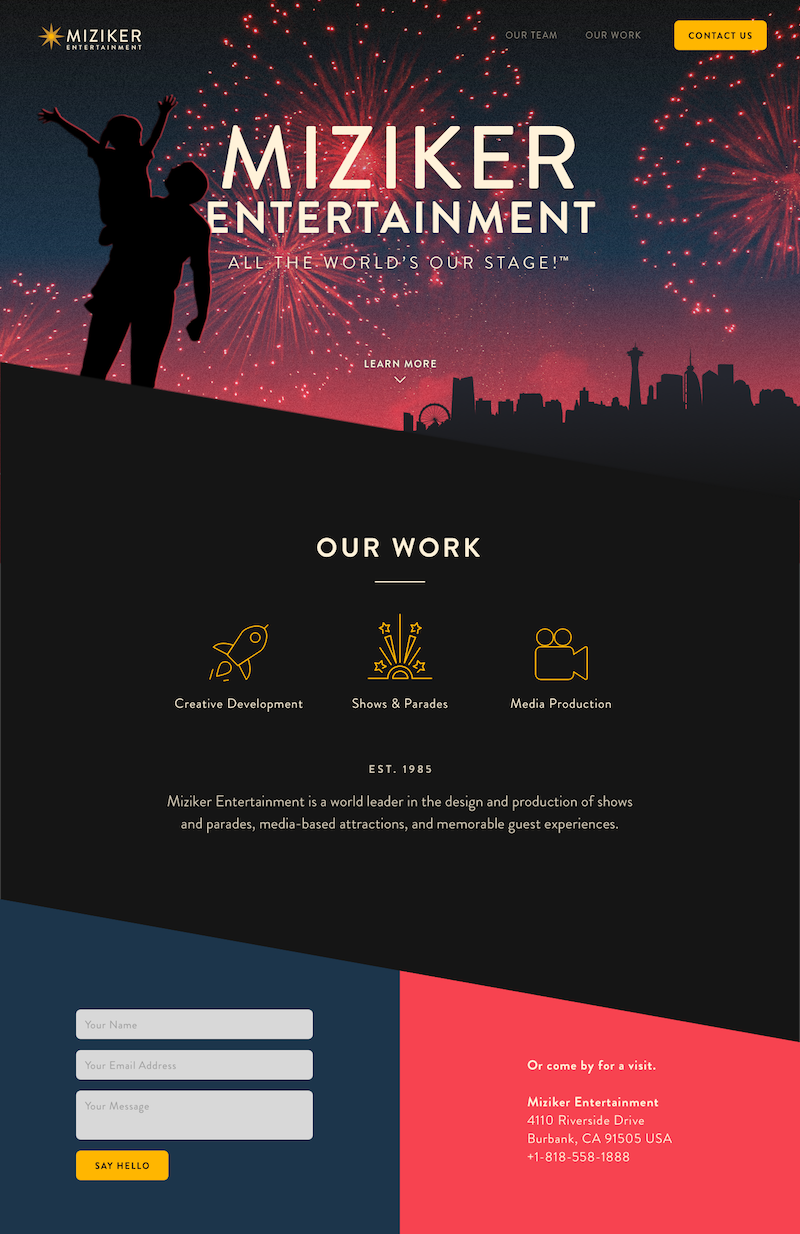 MIZIKER
ENTERTAINMENT
OUR TEAM
OUR WORK
CONTACT US
MIZIKER
ENTERTAINMENT
ALL THE WORLD'S OUR STAGE!™
LEARN MORE
OUR WORK
Creative Development
Shows & Parades
Media Production
EST. 1985
Miziker Entertainment is a world leader in the design and production of shows
and parades, media-based attractions, and memorable guest experiences.
Your Name
Your Email Address
Your Message
SAY HELLO
Or come by for a visit.
Miziker Entertainment
4110 Riverside Drive
Burbank, CA 91505 USA
+1-818-558-1888